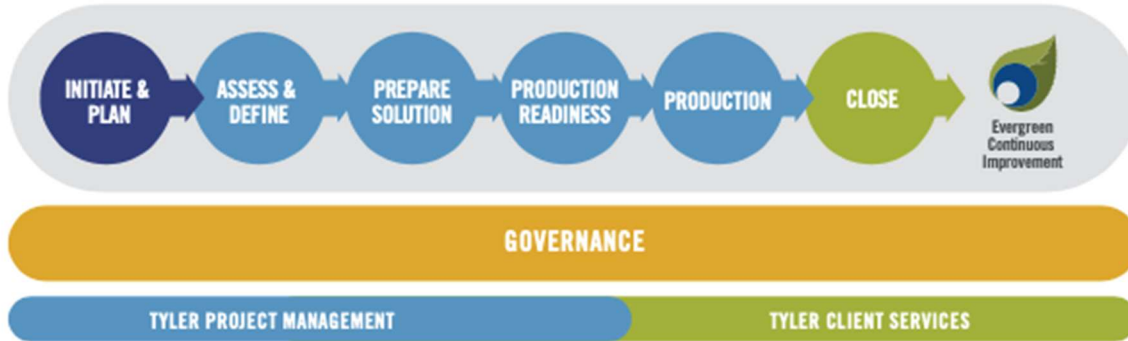 INITIATE &
PLAN
ASSESS &
DEFINE
PREPARE
SOLUTION
PRODUCTION
READINESS
PRODUCTION
CLOSE
Evergreen
Continuous
Improvement
GOVERNANCE
TYLER PROJECT MANAGEMENT
TYLER CLIENT SERVICES